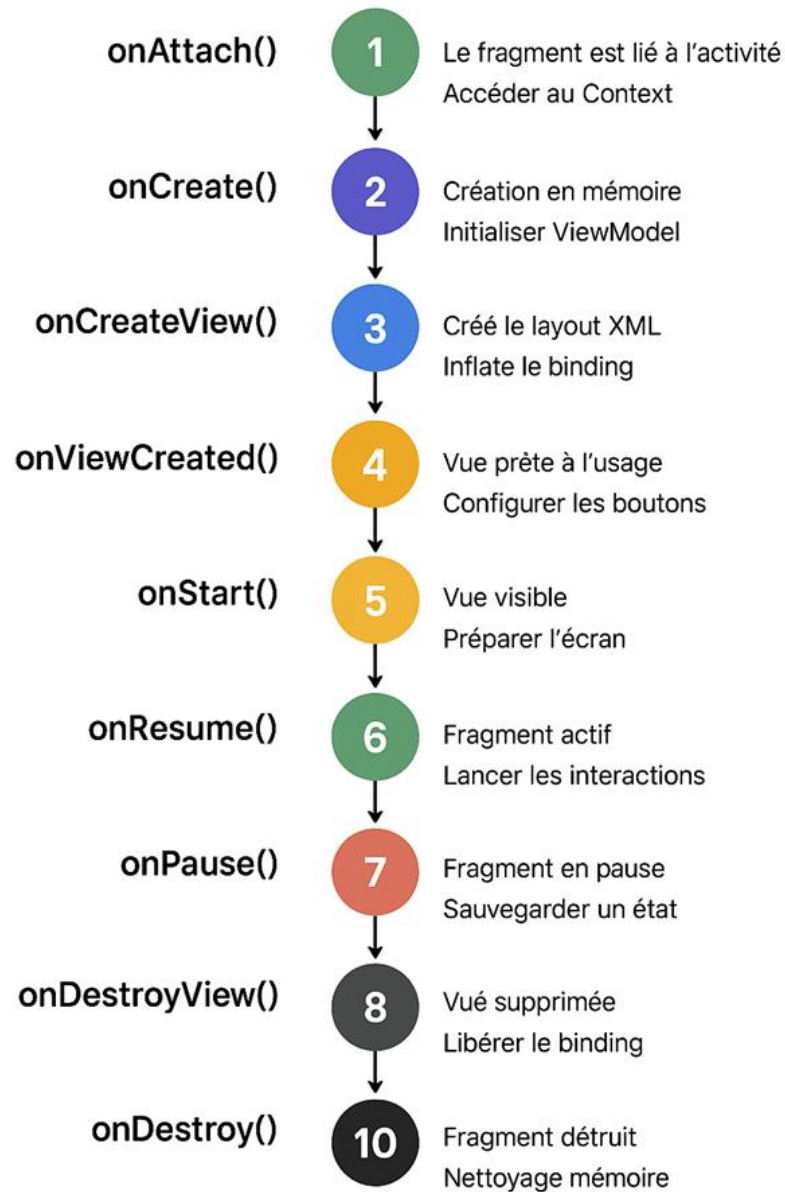 onAttach()
1
Le fragment est lié à l'activité
Accéder au Context
onCreate()
2
Création en mémoire
Initialiser ViewModel
onCreateView()
3
Créé le layout XML
Inflate le binding
onViewCreated()
4
Vue prète à l'usage
Configurer les boutons
onStart()
5
Vue visible
Préparer l'écran
onResume()
6
Fragment actif
Lancer les interactions
onPause()
7
Fragment en pause
Sauvegarder un état
onDestroyView()
8
Vué supprimée
Libérer le binding
onDestroy()
10
Fragment détruit
Nettoyage mémoire